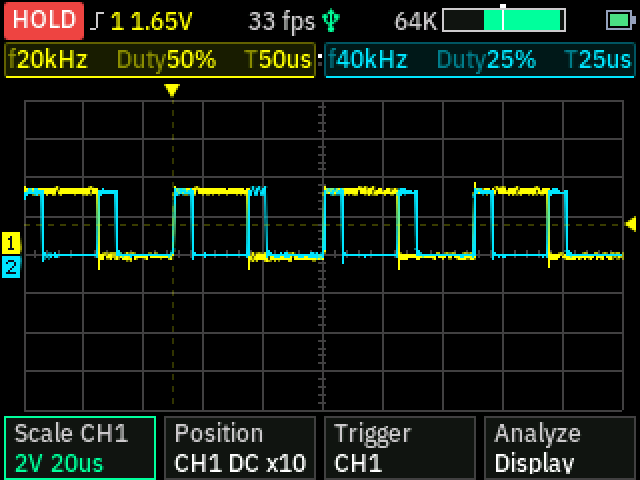 HOLD 1 1.65V 33 fps 64K
f20kHz Duty50% T50us f40kHz Duty25% T25us
1
2
Scale CH1 Position Trigger Analyze
2V 20us CH1 DC x10 CH1 Display